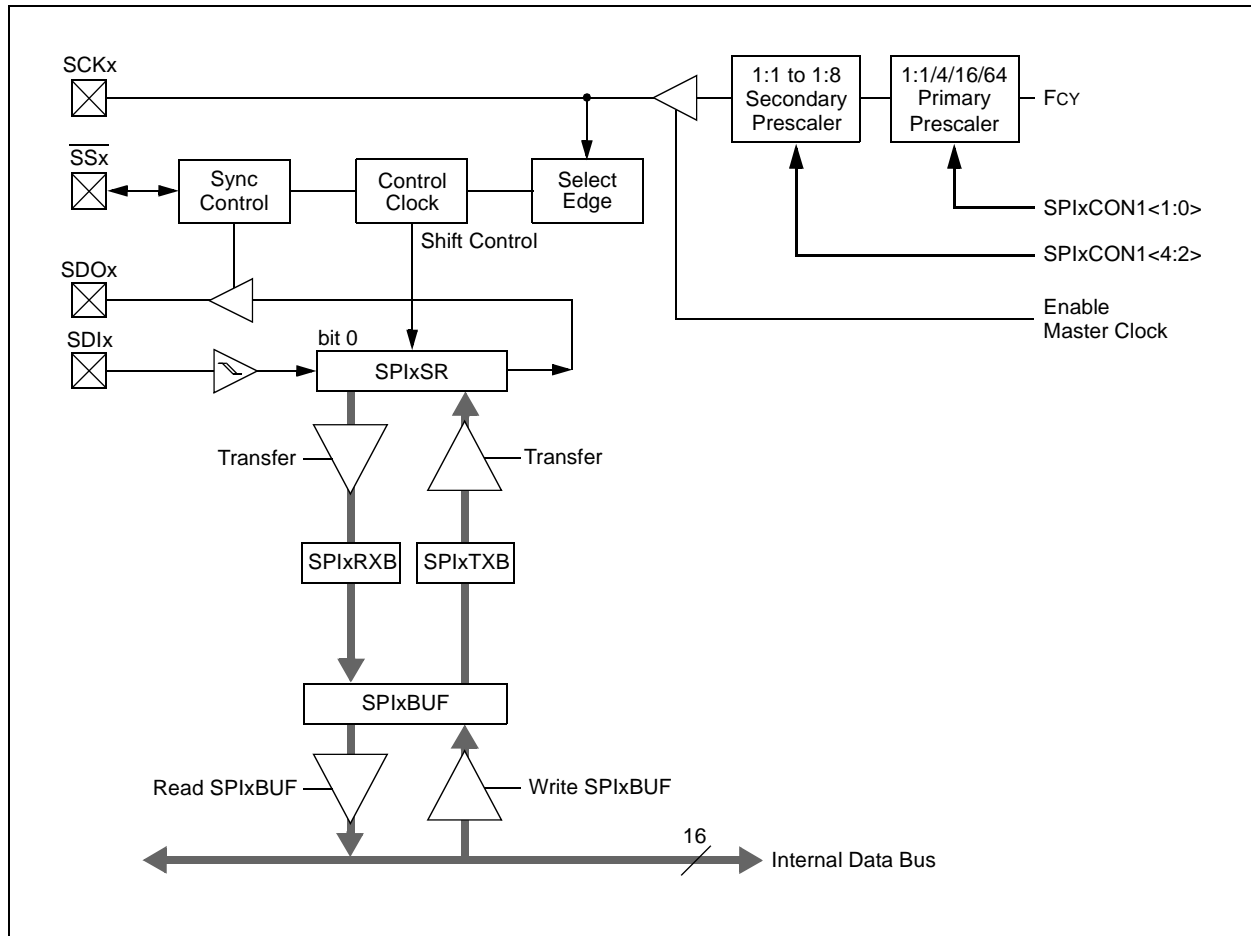 SCKx
1:1 to 1:8
Secondary
Prescaler
1:1/4/16/64
Primary
Prescaler
FCY
SSx
Sync
Control
Control
Clock
Select
Edge
SPIxCON1<1:0>
Shift Control
SPIxCON1<4:2>
SDOx
Enable
Master Clock
SDIx
bit 0
SPIxSR
Transfer
Transfer
SPIxRXB
SPIxTXB
SPIxBUF
Read SPIxBUF
Write SPIxBUF
16
Internal Data Bus